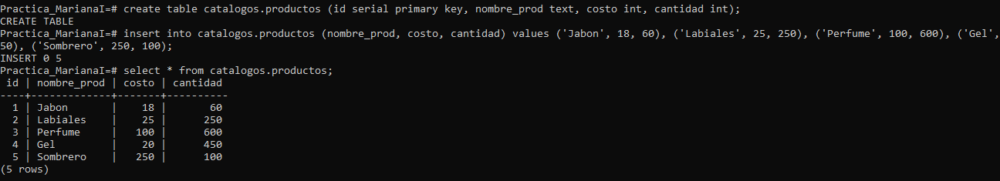 Practica_MarianaI=# create table catalogos.productos (id serial primary key, nombre_prod text, costo int, cantidad int);
CREATE TABLE
Practica_MarianaI=# insert into catalogos.productos (nombre_prod, costo, cantidad) values ('Jabon', 18, 60), ('Labiales', 25, 250), ('Perfume', 100, 600), ('Gel',
50), ('Sombrero', 250, 100);
INSERT 0 5
Practica_MarianaI=# select * from catalogos.productos;
 id | nombre_prod | costo | cantidad
----+-------------+-------+----------
  1 | Jabon       |    18 |       60
  2 | Labiales    |    25 |      250
  3 | Perfume     |   100 |      600
  4 | Gel         |    20 |      450
  5 | Sombrero    |   250 |      100
(5 rows)